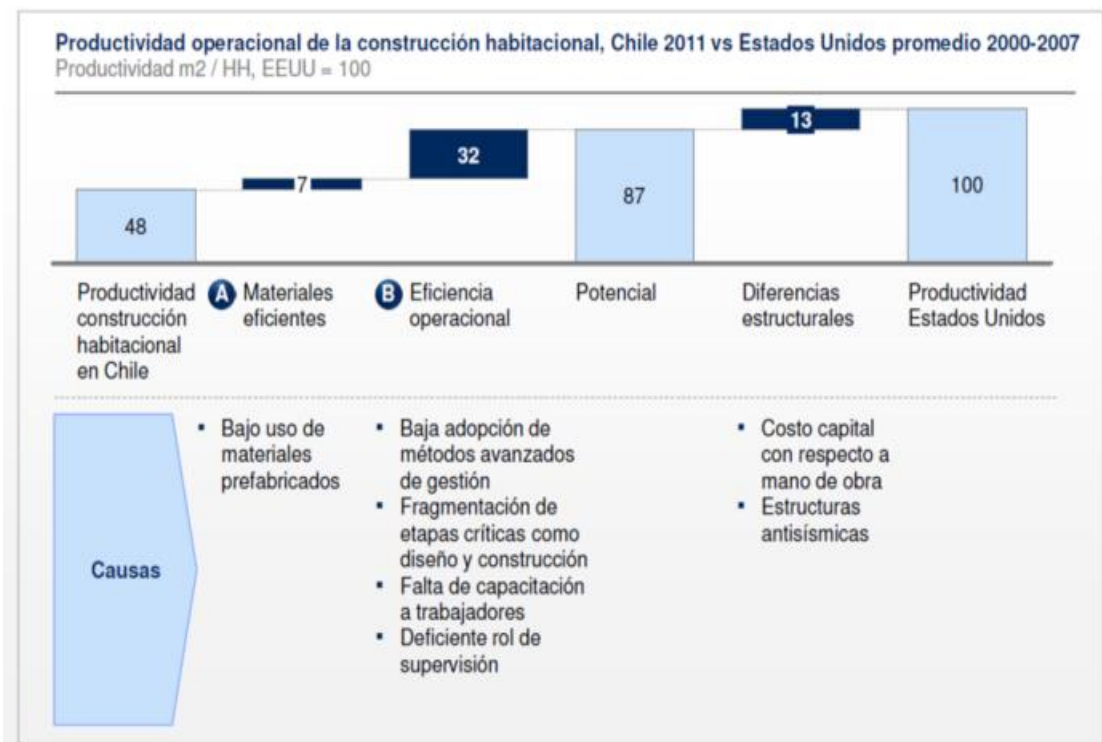 Productividad operacional de la construcción habitacional, Chile 2011 vs Estados Unidos promedio 2000-2007
Productividad m2 / HH, EEUU = 100
48
7
32
87
13
100
Productividad
construcción
habitacional
en Chile
A Materiales
eficientes
B Eficiencia
operacional
Potencial
Diferencias
estructurales
Productividad
Estados Unidos
Causas
▪ Bajo uso de
materiales
prefabricados
▪ Baja adopción de
métodos avanzados
de gestión
▪ Fragmentación de
etapas críticas como
diseño y construcción
▪ Falta de capacitación
a trabajadores
▪ Deficiente rol de
supervisión
▪ Costo capital
con respecto a
mano de obra
▪ Estructuras
antisísmicas